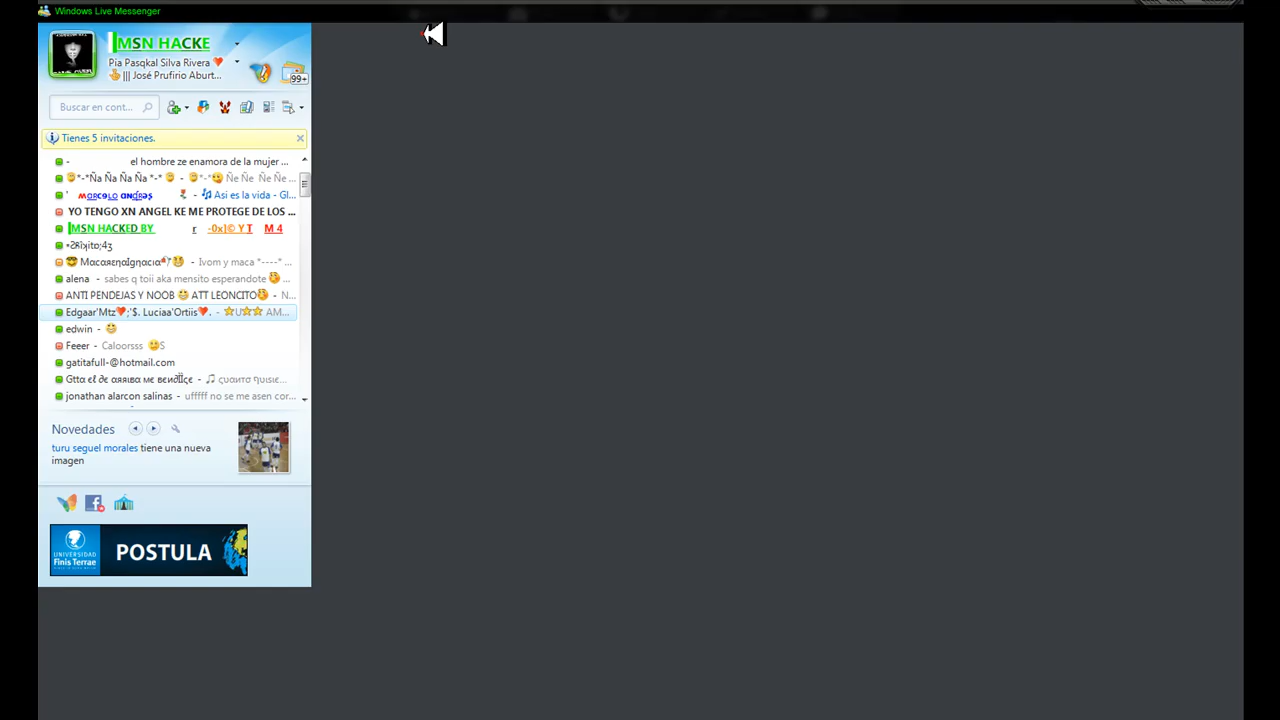 Windows Live Messenger
MSN HACKE
Pia Pasqkal Silva Rivera ❤
||| José Prufirio Aburt...
99+
Buscar en cont...
Tienes 5 invitaciones.
- el hombre ze enamora de la mujer ...
*-*Ña Ña Ña Ña *-* - *-* Ñe Ñe Ñe Ñe ...
' - Asi es la vida - Gl...
YO TENGO XN ANGEL KE ME PROTEGE DE LOS ...
MSN HACKED BY r -0x]© Y T M 4
- Ivom y maca *----* ...
alena - sabes q toii aka mensito esperandote ...
ANTI PENDEJAS Y NOOB ATT LEONCITO - N...
Edgaar'Mtz❤;'$. Luciaa'Ortiis❤. - ⭐U⭐⭐ AM...
edwin -
Feeer - Caloorsss S
gatitafull-@hotmail.com
jonathan alarcon salinas - ufffff no se me asen cor...
Novedades
turu seguel morales tiene una nueva
imagen
UNIVERSIDAD
Finis Terrae
POSTULA